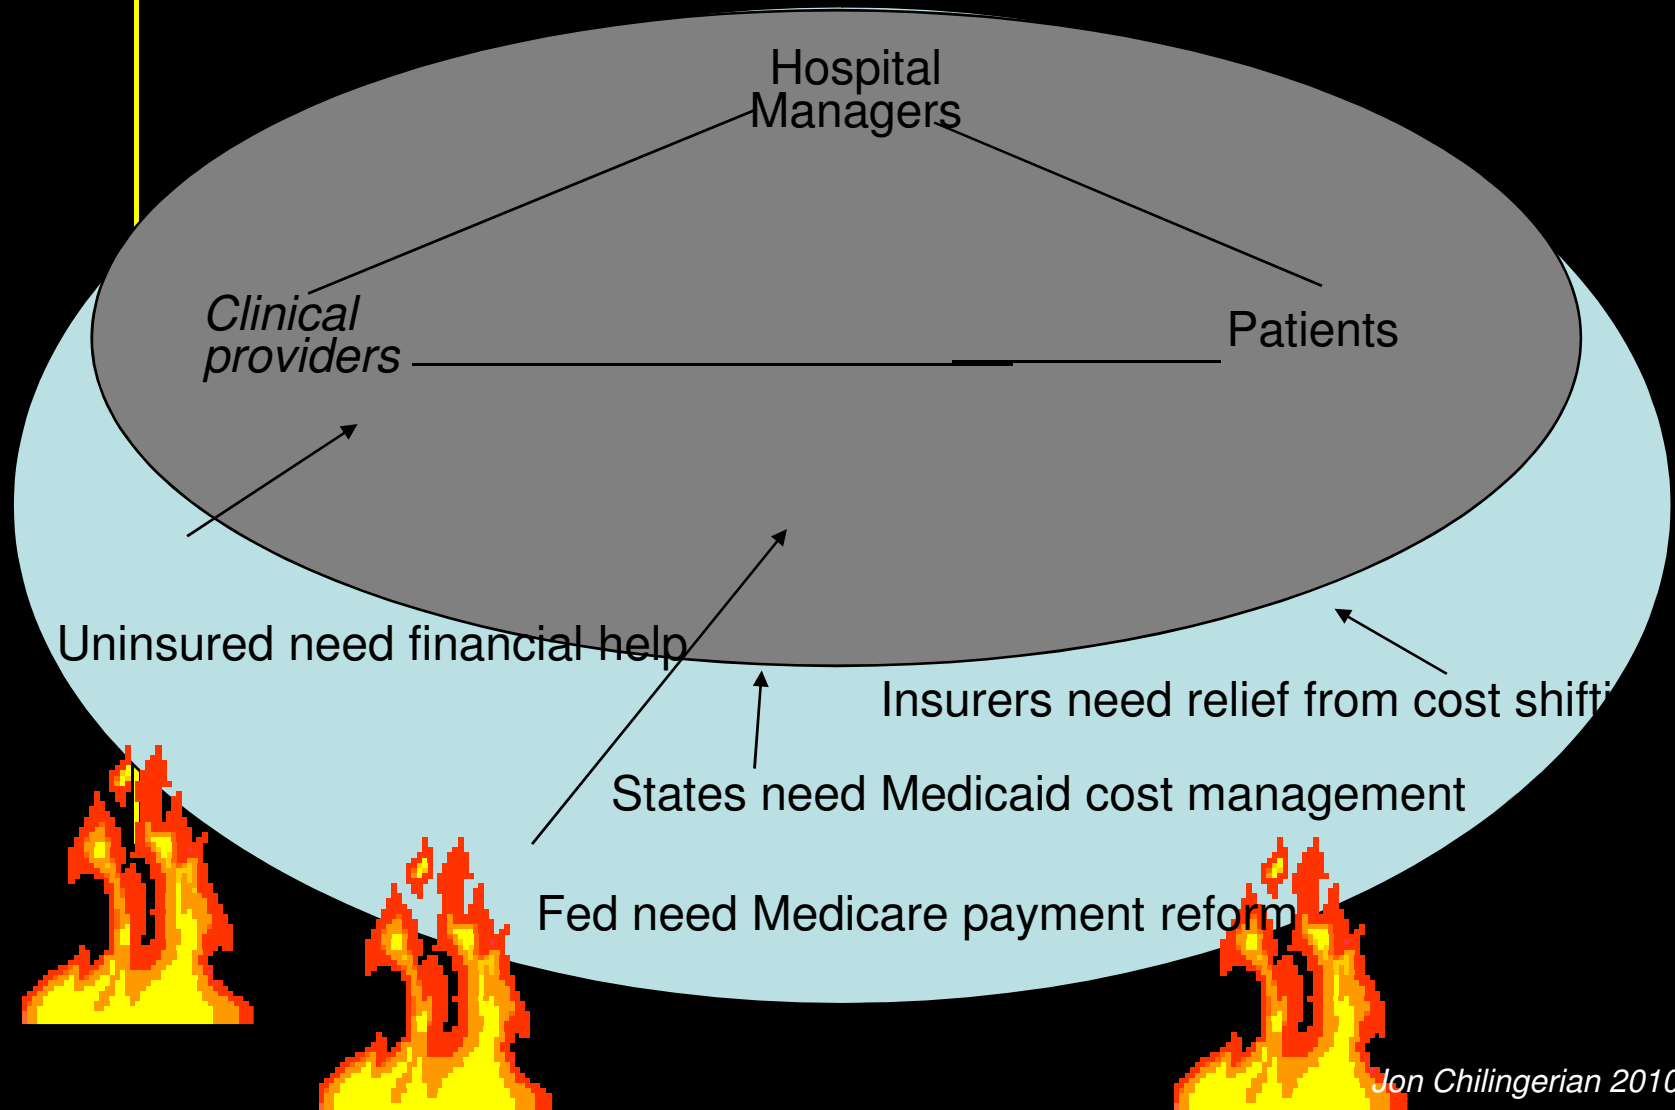 Hospital
Managers
Clinical
providers
Patients
Uninsured need financial help
Insurers need relief from cost shifti
States need Medicaid cost management
Fed need Medicare payment reform
Jon Chilingerian 2010